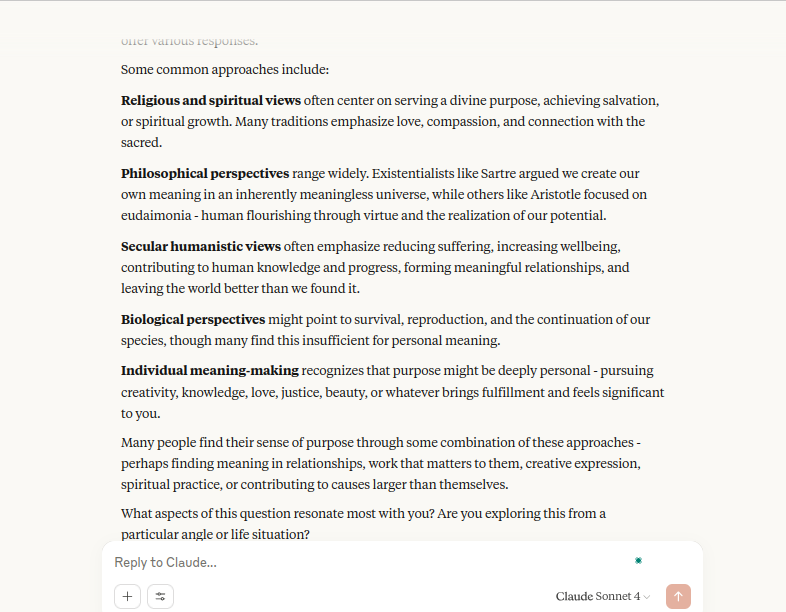 offer various responses.
Some common approaches include:
Religious and spiritual views often center on serving a divine purpose, achieving salvation,
or spiritual growth. Many traditions emphasize love, compassion, and connection with the
sacred.
Philosophical perspectives range widely. Existentialists like Sartre argued we create our
own meaning in an inherently meaningless universe, while others like Aristotle focused on
eudaimonia - human flourishing through virtue and the realization of our potential.
Secular humanistic views often emphasize reducing suffering, increasing wellbeing,
contributing to human knowledge and progress, forming meaningful relationships, and
leaving the world better than we found it.
Biological perspectives might point to survival, reproduction, and the continuation of our
species, though many find this insufficient for personal meaning.
Individual meaning-making recognizes that purpose might be deeply personal - pursuing
creativity, knowledge, love, justice, beauty, or whatever brings fulfillment and feels significant
to you.
Many people find their sense of purpose through some combination of these approaches -
perhaps finding meaning in relationships, work that matters to them, creative expression,
spiritual practice, or contributing to causes larger than themselves.
What aspects of this question resonate most with you? Are you exploring this from a
particular angle or life situation?
Reply to Claude...
Claude Sonnet 4